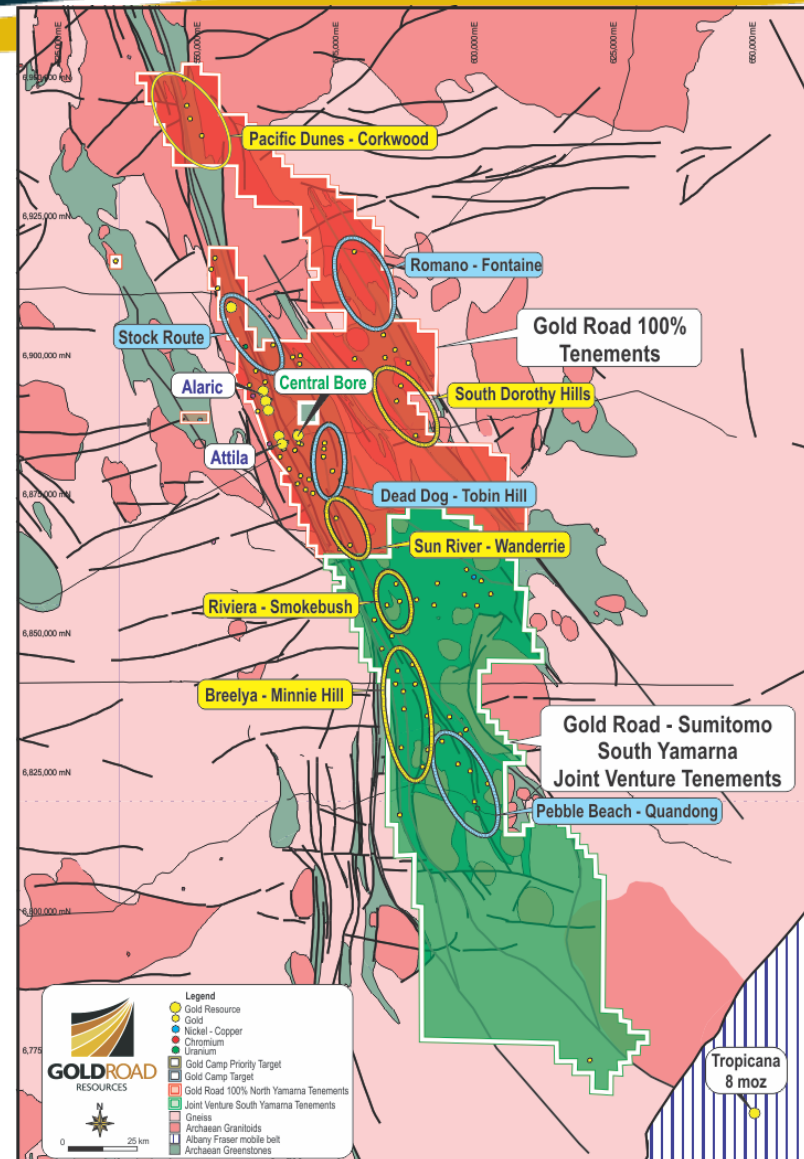 550,000 mE
600,000 mE
625,000 mE
650,000 mE
6,925,000 mN
6,900,000 mN
6,875,000 mN
6,850,000 mN
6,825,000 mN
6,800,000 mN
Pacific Dunes - Corkwood
Romano - Fontaine
Gold Road 100%
Tenements
Stock Route
Alaric
Central Bore
South Dorothy Hills
Attila
Dead Dog - Tobin Hill
Sun River - Wanderrie
Riviera - Smokebush
Breelya - Minnie Hill
Gold Road - Sumitomo
South Yamarna
Joint Venture Tenements
Pebble Beach - Quandong
Tropicana
8 moz
GOLDROAD
RESOURCES
N
0 25 km
Legend
Gold Resource
Gold
Nickel - Copper
Chromium
Uranium
Gold Camp Priority Target
Gold Camp Target
Gold Road 100% North Yamarna Tenements
Joint Venture South Yamarna Tenements
Gneiss
Archaean Granitoids
Albany Fraser mobile belt
Archaean Greenstones